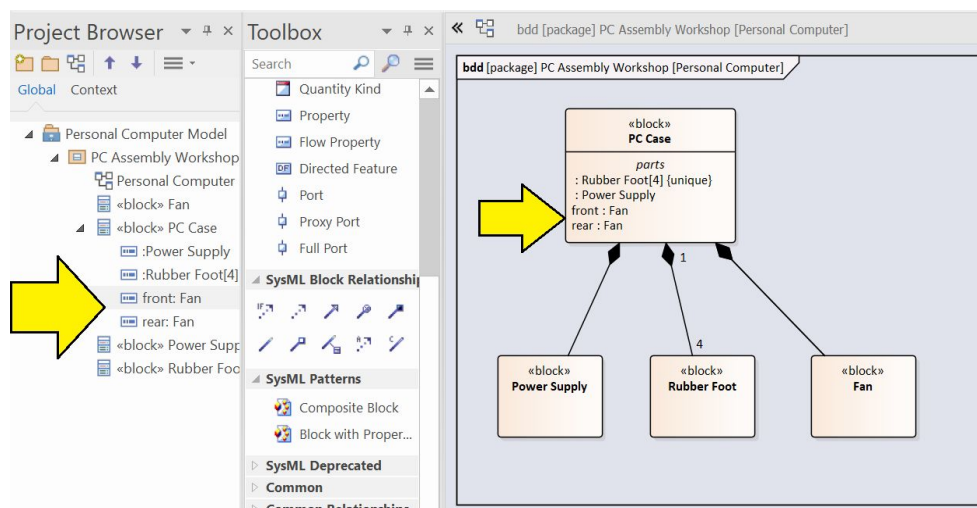 Project Browser
Global Context
Personal Computer Model
PC Assembly Workshop
Personal Computer
«block» Fan
«block» PC Case
:Power Supply
:Rubber Foot[4]
front: Fan
rear: Fan
«block» Power Supp
«block» Rubber Foo
Toolbox
Search
Quantity Kind
Property
Flow Property
Directed Feature
Port
Proxy Port
Full Port
SysML Block Relationship
SysML Patterns
Composite Block
Block with Proper...
SysML Deprecated
Common
Common Relationships
bdd [package] PC Assembly Workshop [Personal Computer]
bdd [package] PC Assembly Workshop [Personal Computer]
«block»
PC Case
parts
: Rubber Foot[4] {unique}
: Power Supply
front : Fan
rear : Fan
1
4
«block»
Power Supply
«block»
Rubber Foot
«block»
Fan